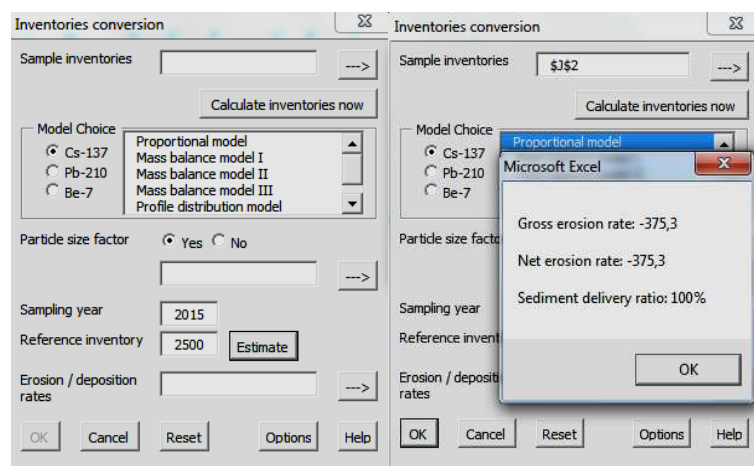 Inventories conversion
Sample inventories
--->
Calculate inventories now
Model Choice
Cs-137
Pb-210
Be-7
Proportional model
Mass balance model I
Mass balance model II
Mass balance model III
Profile distribution model
Particle size factor
Yes
No
--->
Sampling year
2015
Reference inventory
2500
Estimate
Erosion / deposition
rates
--->
OK
Cancel
Reset
Options
Help
Inventories conversion
Sample inventories
$J$2
--->
Calculate inventories now
Model Choice
Cs-137
Pb-210
Be-7
Proportional model
Microsoft Excel
Gross erosion rate: -375,3
Net erosion rate: -375,3
Sediment delivery ratio: 100%
OK
Particle size facto
Sampling year
Reference invent
Erosion / depositi
rates
OK
Cancel
Reset
Options
Help